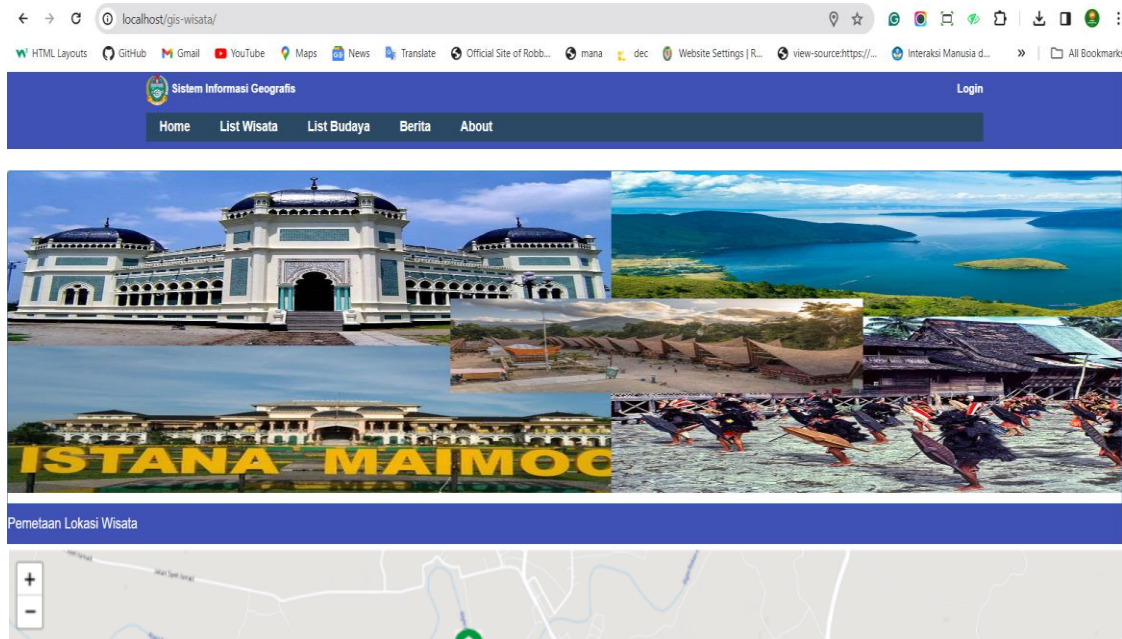 localhost/gis-wisata/
HTML Layouts GitHub Gmail YouTube Maps News Translate Official Site of Robb... mana dec Website Settings | R... view-source:https://... Interaksi Manusia d... » All Bookmarks
Sistem Informasi Geografis Login
Home List Wisata List Budaya Berita About
ISTANA MAIMOO
Pemetaan Lokasi Wisata
+
−